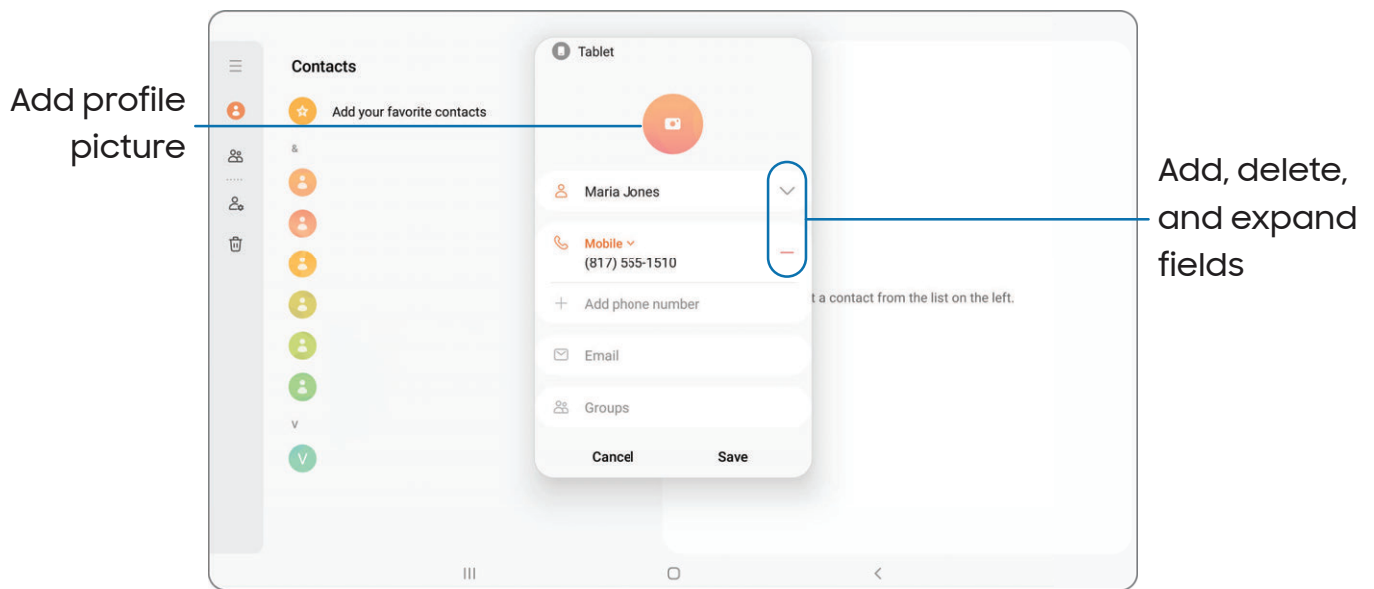 Add profile
picture
Contacts
Add your favorite contacts
&
V
V
Tablet
Maria Jones
Mobile
(817) 555-1510
Add phone number
Email
Groups
Cancel
Save
t a contact from the list on the left.
Add, delete,
and expand
fields